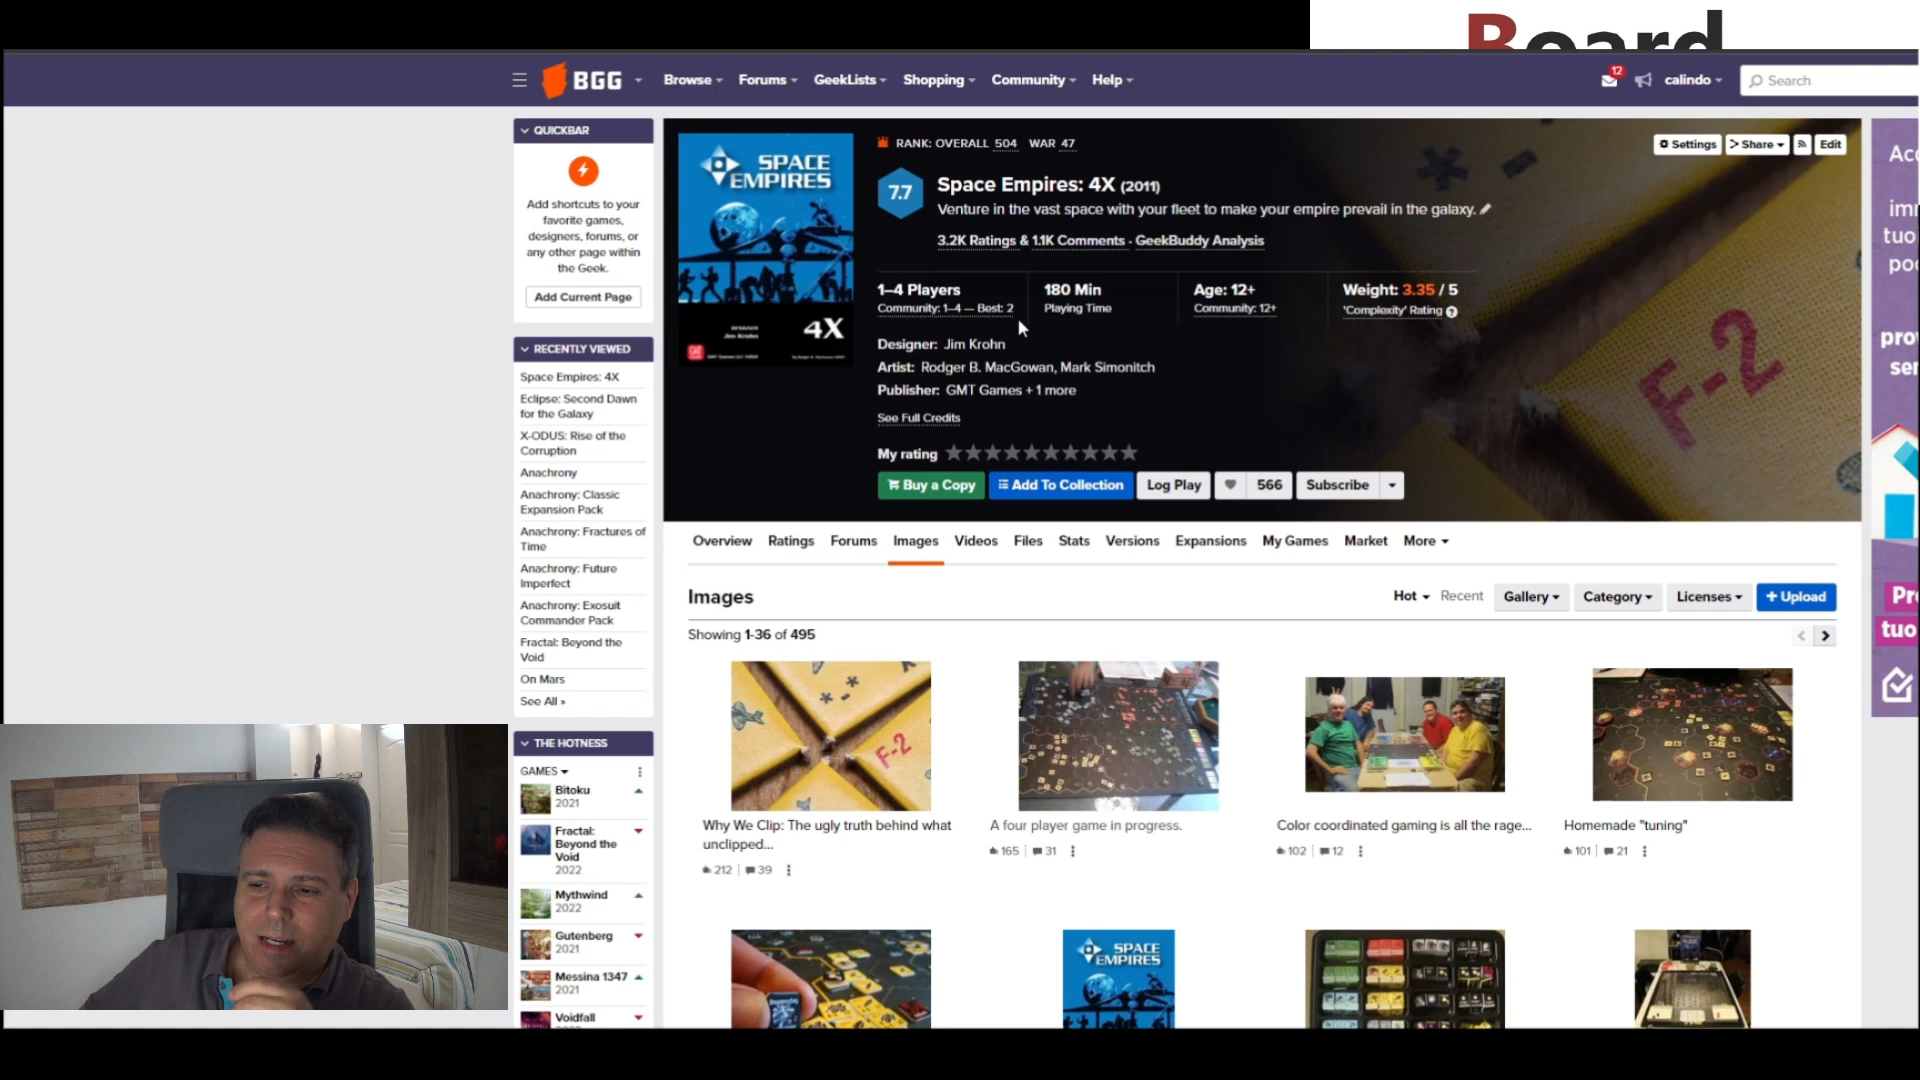 Board
BGG
Browse
Forums
GeekLists
Shopping
Community
Help
12
calindo
Search
QUICKBAR
Add shortcuts to your
favorite games,
designers, forums, or
any other page within
the Geek.
Add Current Page
RECENTLY VIEWED
Space Empires: 4X
Eclipse: Second Dawn
for the Galaxy
X-ODUS: Rise of the
Corruption
Anachrony
Anachrony: Classic
Expansion Pack
Anachrony: Fractures of
Time
Anachrony: Future
Imperfect
Anachrony: Exosuit
Commander Pack
Fractal: Beyond the
Void
On Mars
See All »
THE HOTNESS
GAMES
Bitoku
2021
Fractal:
Beyond the
Void
2022
Mythwind
2022
Gutenberg
2021
Messina 1347
2021
Voidfall
SPACE
EMPIRES
4X
RANK: OVERALL 504 WAR 47
Settings
Share
Edit
7.7
Space Empires: 4X (2011)
Venture in the vast space with your fleet to make your empire prevail in the galaxy.
3.2K Ratings & 1.1K Comments · GeekBuddy Analysis
1–4 Players
Community: 1–4 — Best: 2
180 Min
Playing Time
Age: 12+
Community: 12+
Weight: 3.35 / 5
'Complexity' Rating
Designer: Jim Krohn
Artist: Rodger B. MacGowan, Mark Simonitch
Publisher: GMT Games + 1 more
See Full Credits
My rating
Buy a Copy
Add To Collection
Log Play
566
Subscribe
F-2
Overview
Ratings
Forums
Images
Videos
Files
Stats
Versions
Expansions
My Games
Market
More
Images
Hot
Recent
Gallery
Category
Licenses
+ Upload
Showing 1-36 of 495
F-2
Why We Clip: The ugly truth behind what
unclipped...
212
39
A four player game in progress.
165
31
Color coordinated gaming is all the rage...
102
12
Homemade "tuning"
101
21
SPACE
EMPIRES
tuo
tuo